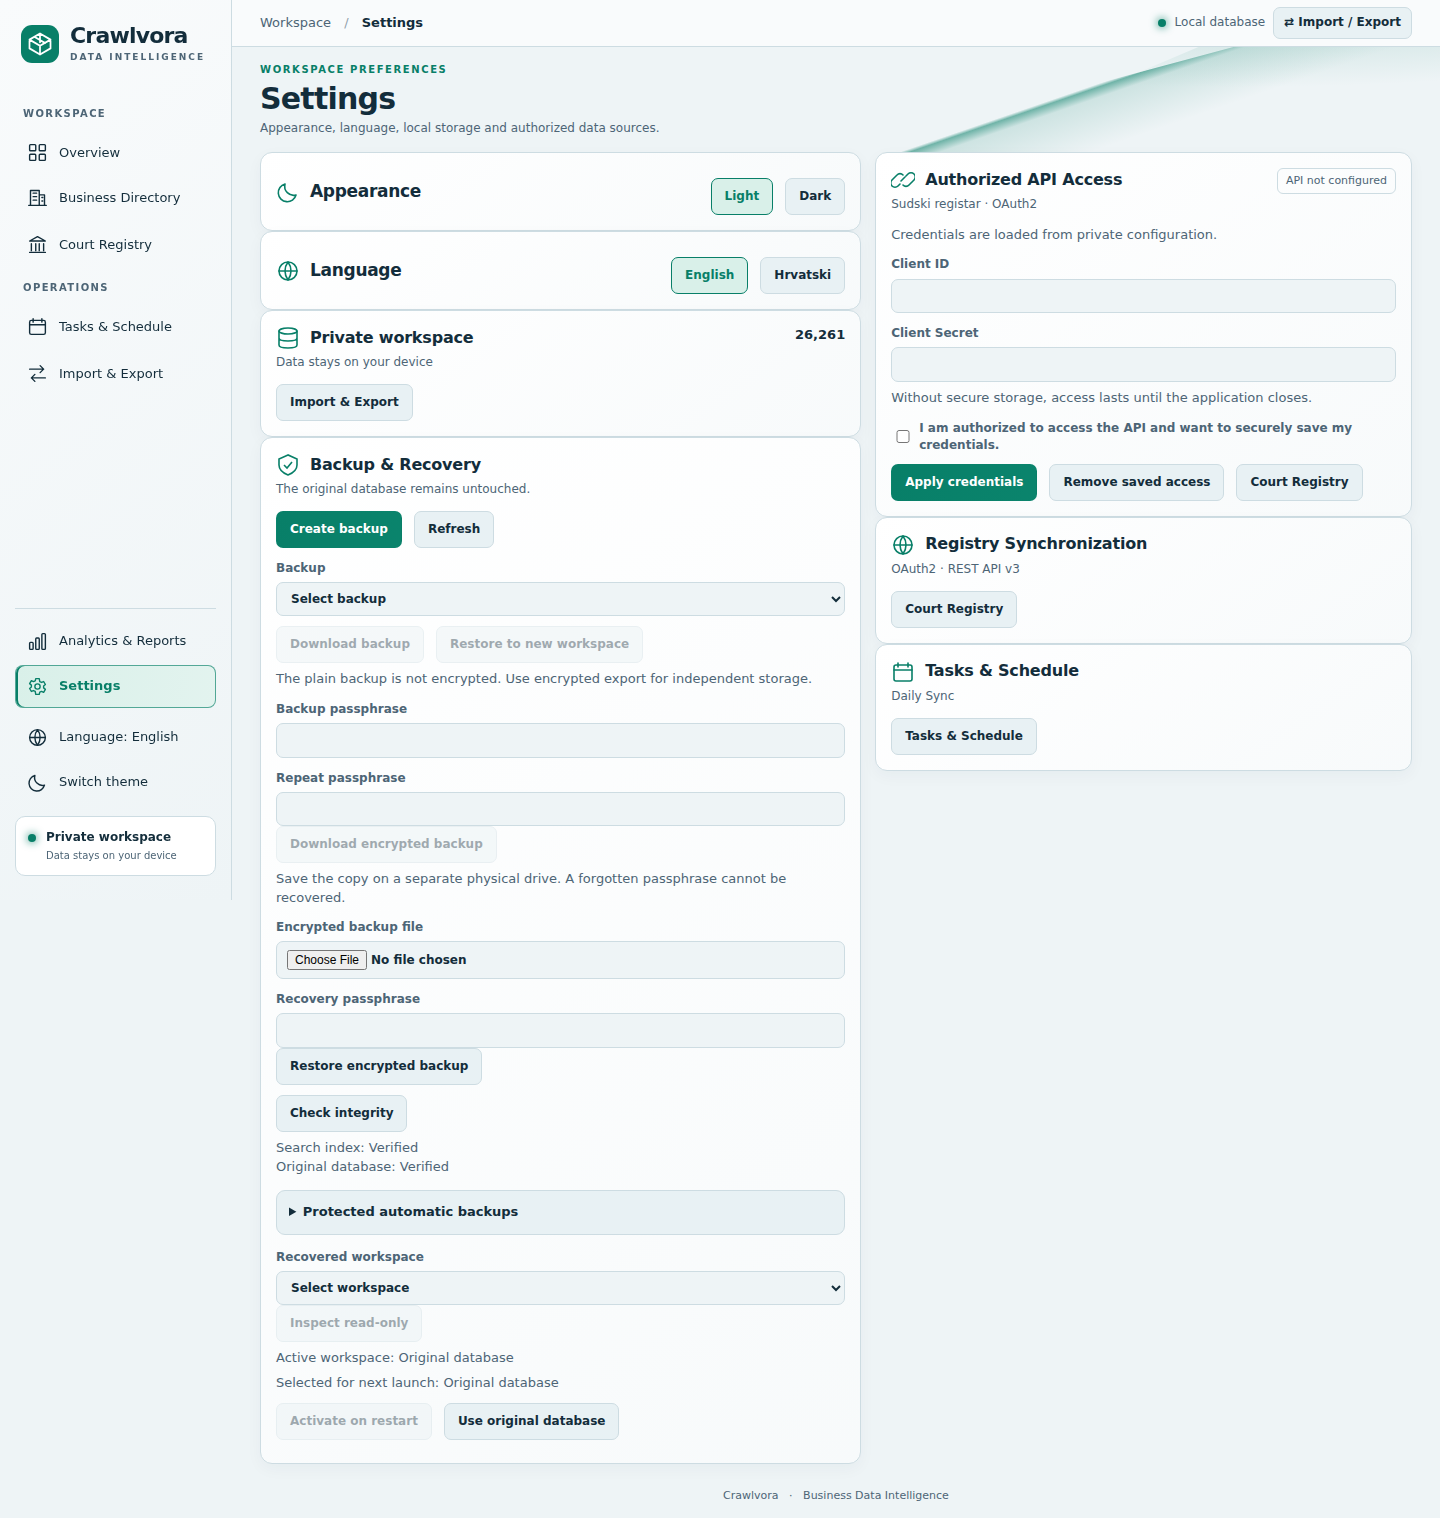 Crawlvora
DATA INTELLIGENCE
WORKSPACE
Overview
Business Directory
Court Registry
OPERATIONS
Tasks & Schedule
Import & Export
Analytics & Reports
Settings
Language: English
Switch theme
Private workspace
Data stays on your device
Workspace / Settings
Local database
⇄ Import / Export
WORKSPACE PREFERENCES
Settings
Appearance, language, local storage and authorized data sources.
Appearance
Light
Dark
Language
English
Hrvatski
Private workspace
26,261
Data stays on your device
Import & Export
Backup & Recovery
The original database remains untouched.
Create backup
Refresh
Backup
Select backup
Download backup
Restore to new workspace
The plain backup is not encrypted. Use encrypted export for independent storage.
Backup passphrase
Repeat passphrase
Download encrypted backup
Save the copy on a separate physical drive. A forgotten passphrase cannot be
recovered.
Encrypted backup file
Choose File No file chosen
Recovery passphrase
Restore encrypted backup
Check integrity
Search index: Verified
Original database: Verified
Protected automatic backups
Recovered workspace
Select workspace
Inspect read-only
Active workspace: Original database
Selected for next launch: Original database
Activate on restart
Use original database
Authorized API Access
API not configured
Sudski registar · OAuth2
Credentials are loaded from private configuration.
Client ID
Client Secret
Without secure storage, access lasts until the application closes.
I am authorized to access the API and want to securely save my
credentials.
Apply credentials
Remove saved access
Court Registry
Registry Synchronization
OAuth2 · REST API v3
Court Registry
Tasks & Schedule
Daily Sync
Tasks & Schedule
Crawlvora · Business Data Intelligence